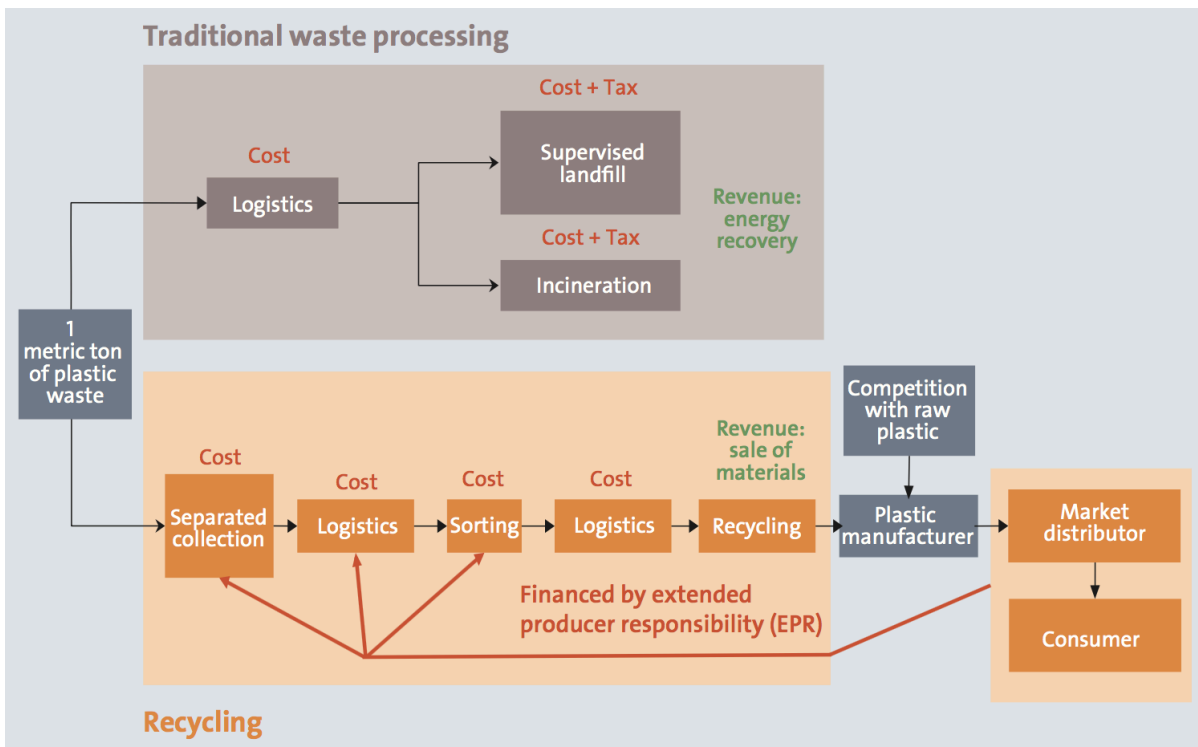 Traditional waste processing
Cost + Tax
Supervised
landfill
Cost
Logistics
Revenue:
energy
recovery
Cost + Tax
Incineration
1
metric ton
of plastic
waste
Competition
with raw
plastic
Revenue:
sale of
materials
Cost
Separated
collection
Cost
Logistics
Cost
Sorting
Cost
Logistics
Recycling
Plastic
manufacturer
Market
distributor
Consumer
Financed by extended
producer responsibility (EPR)
Recycling